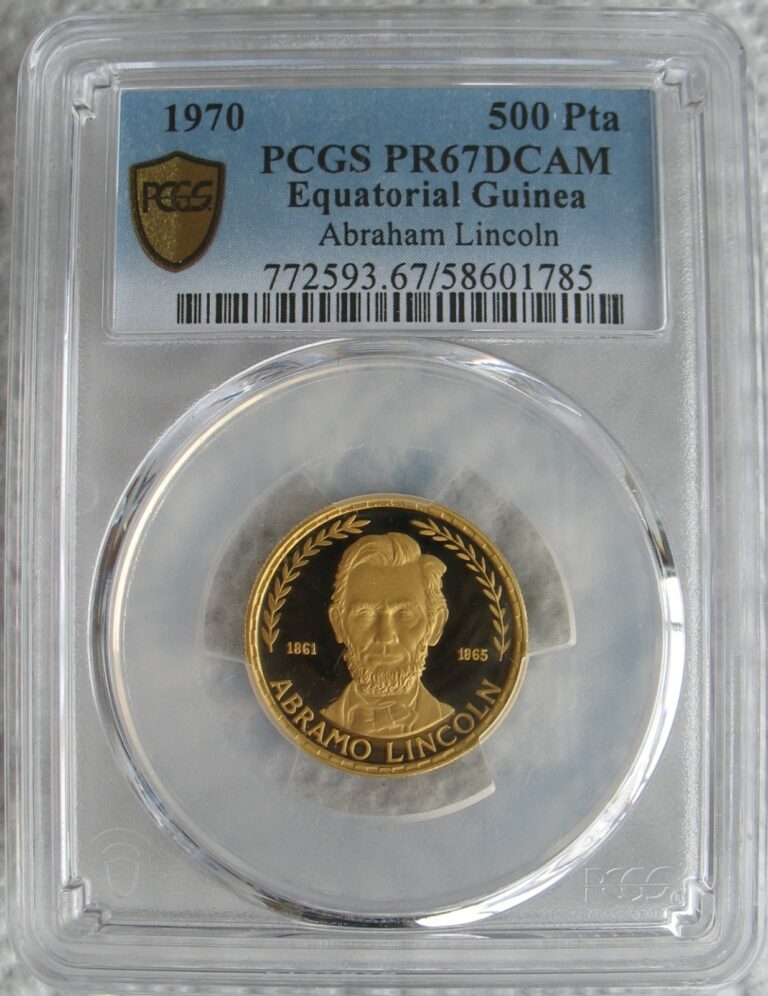 1970 500 Pta
PCGS PR67DCAM
PCGS
Equatorial Guinea
Abraham Lincoln
772593.67/58601785
1861 1865
ABRAMO LINCOLN
PCGS